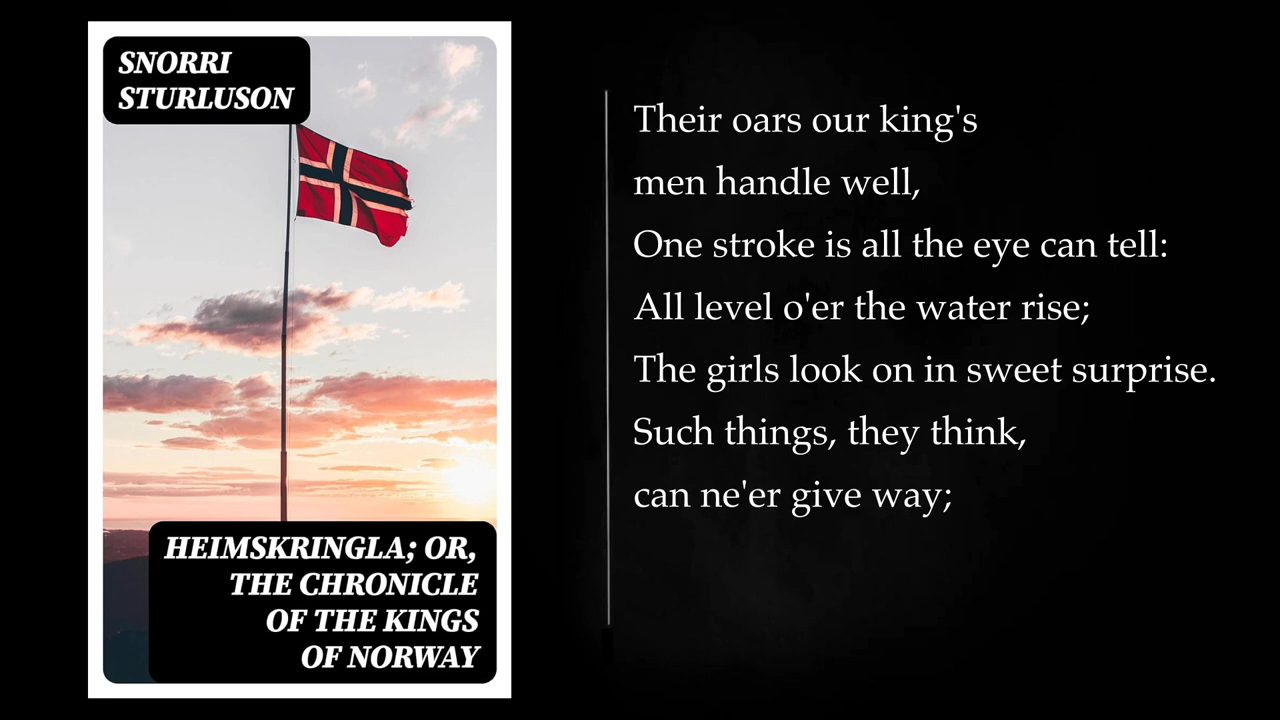 SNORRI
STURLUSON
HEIMSKRINGLA; OR,
THE CHRONICLE
OF THE KINGS
OF NORWAY
Their oars our king's
men handle well,
One stroke is all the eye can tell:
All level o'er the water rise;
The girls look on in sweet surprise.
Such things, they think,
can ne'er give way;